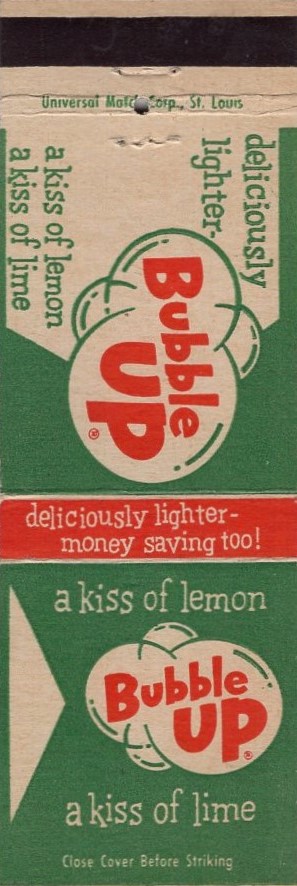 Universal Match Corp., St. Louis
deliciously
lighter-
Bubble
UP®
a kiss of lemon
a kiss of lime
deliciously lighter-
money saving too!
a kiss of lemon
Bubble
UP®
a kiss of lime
Close Cover Before Striking